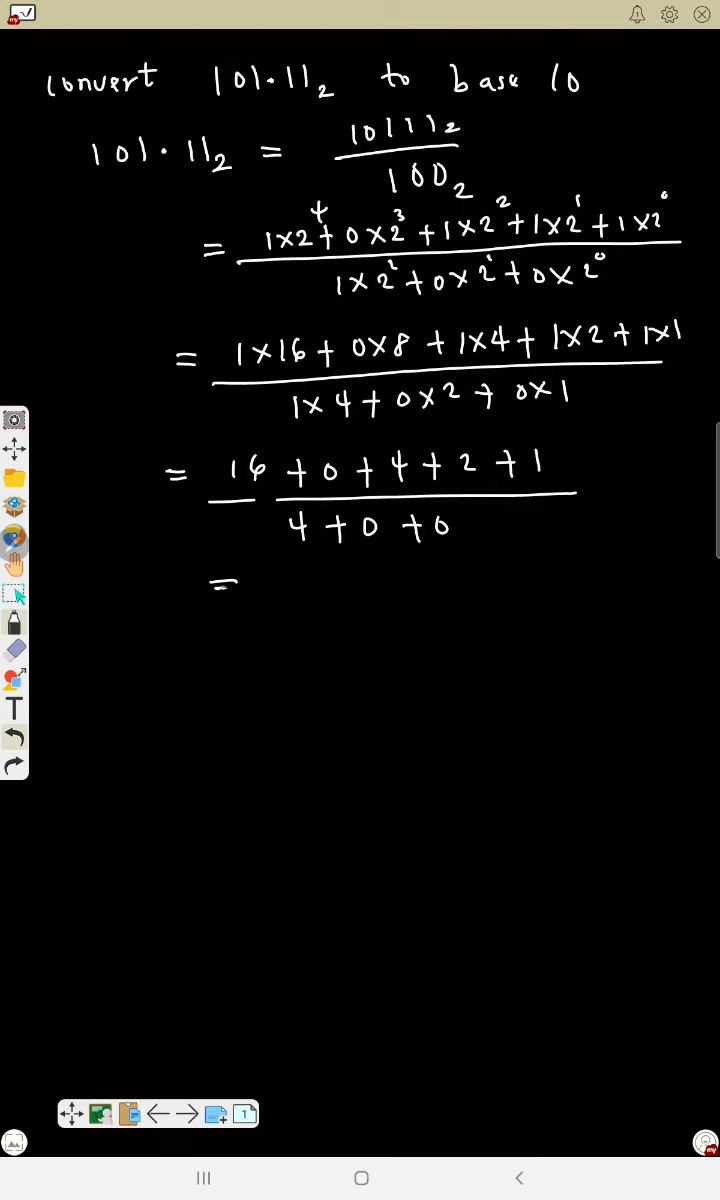 convert 101.11₂ to base 10
101.11₂ = 10111₂ / 100₂
= 1×2⁴ + 0×2³ + 1×2² + 1×2¹ + 1×2⁰ / 1×2² + 0×2¹ + 0×2⁰
= 1×16 + 0×8 + 1×4 + 1×2 + 1×1 / 1×4 + 0×2 + 0×1
= 16 + 0 + 4 + 2 + 1 / 4 + 0 + 0
=
T
1